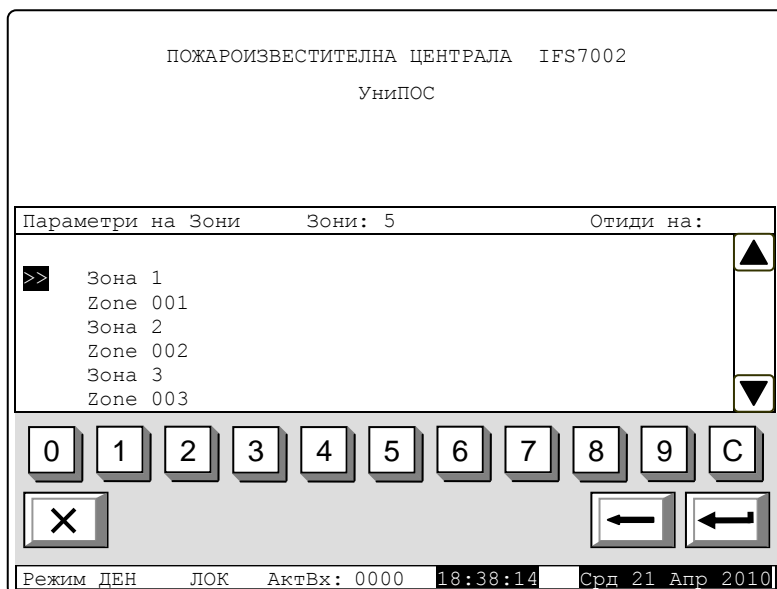 ПОЖАРОИЗВЕСТИТЕЛНА ЦЕНТРАЛА IFS7002
УниПОС
Параметри на Зони Зони: 5 Отиди на:
>> Зона 1
Zone 001
Зона 2
Zone 002
Зона 3
Zone 003
0 1 2 3 4 5 6 7 8 9 C
Режим ДЕН ЛОК АктВх: 0000 18:38:14 Срд 21 Апр 2010